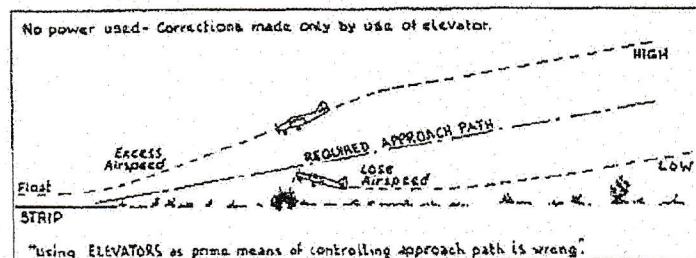 No power used- Corrections made only by use of elevator.
HIGH
REQUIRED APPROACH PATH
EXCESS
Airspeed
LOSE
Airspeed
LOW
Float
STRIP
"Using ELEVATORS as prime means of controlling approach path is wrong".